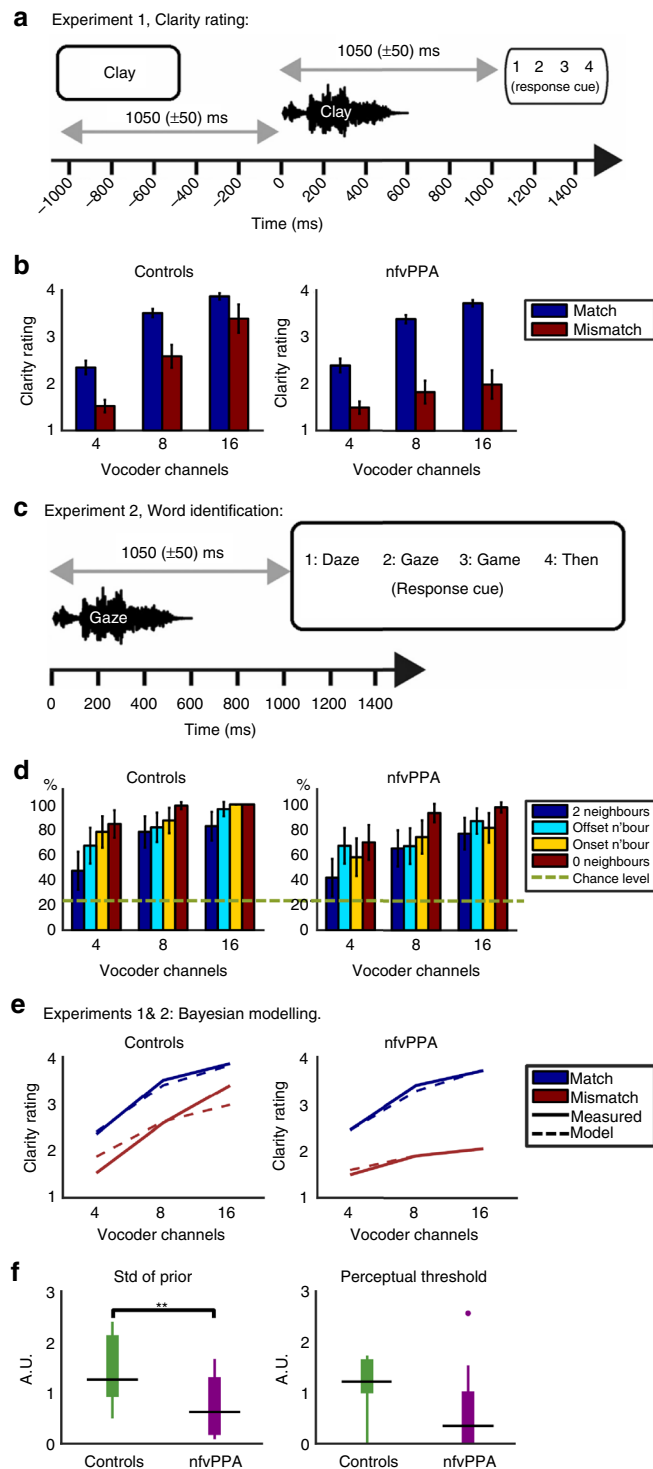 a Experiment 1, Clarity rating:
Clay
1050 (±50) ms
1050 (±50) ms
Clay
1 2 3 4
(response cue)
−1000 −800 −600 −400 −200 0 200 400 600 800 1000 1200 1400
Time (ms)
b
Controls
nfvPPA
Clarity rating
4
3
2
1
4 8 16
Vocoder channels
Clarity rating
4
3
2
1
4 8 16
Vocoder channels
Match
Mismatch
c Experiment 2, Word identification:
1050 (±50) ms
Gaze
1: Daze 2: Gaze 3: Game 4: Then
(Response cue)
0 200 400 600 800 1000 1200 1400
Time (ms)
d
Controls
nfvPPA
%
100
80
60
40
20
0
4 8 16
Vocoder channels
%
100
80
60
40
20
0
4 8 16
Vocoder channels
2 neighbours
Offset n'bour
Onset n'bour
0 neighbours
Chance level
e Experiments 1& 2: Bayesian modelling.
Controls
nfvPPA
Clarity rating
4
3
2
1
4 8 16
Vocoder channels
Clarity rating
4
3
2
1
4 8 16
Vocoder channels
Match
Mismatch
Measured
Model
f
Std of prior
Perceptual threshold
A.U.
3
2
1
0
**
Controls nfvPPA
A.U.
3
2
1
0
Controls nfvPPA